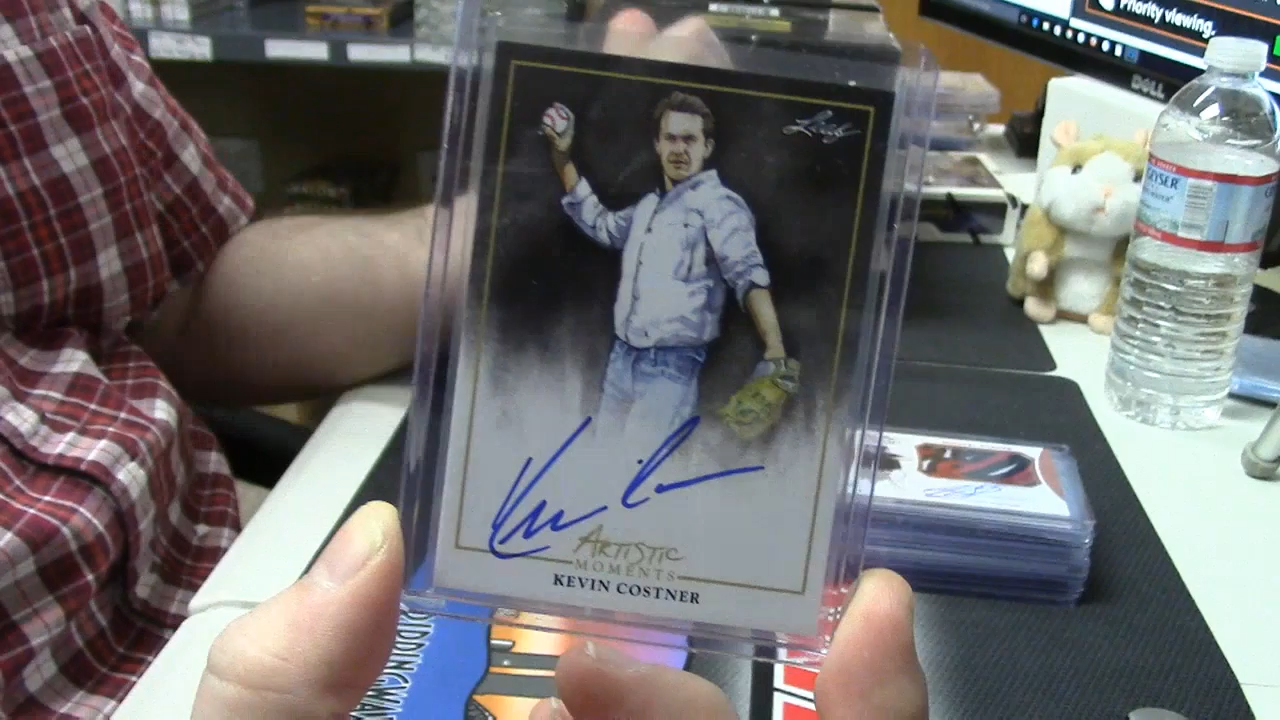 Priority viewing.
DELL
Leaf
GEYSER
ARTISTIC
MOMENTS
KEVIN COSTNER